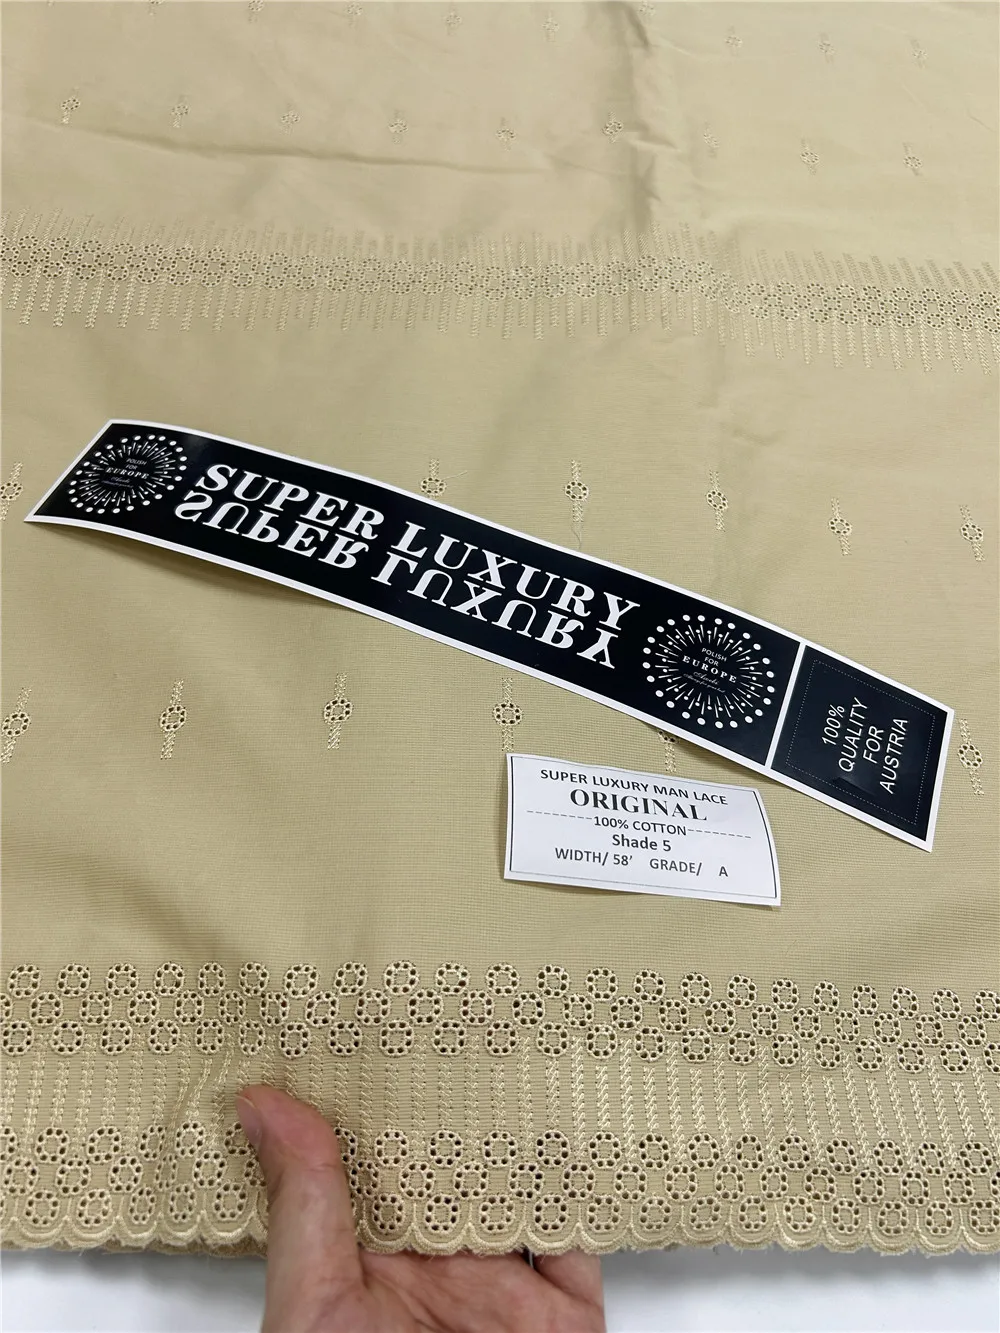 POLISH
FOR
EUROPE
SUPER LUXURY
SUPER LUXURY
POLISH
FOR
EUROPE
100%
QUALITY
FOR
AUSTRIA
SUPER LUXURY MAN LACE
ORIGINAL
--------100% COTTON--------
Shade 5
WIDTH/ 58’ GRADE/ A